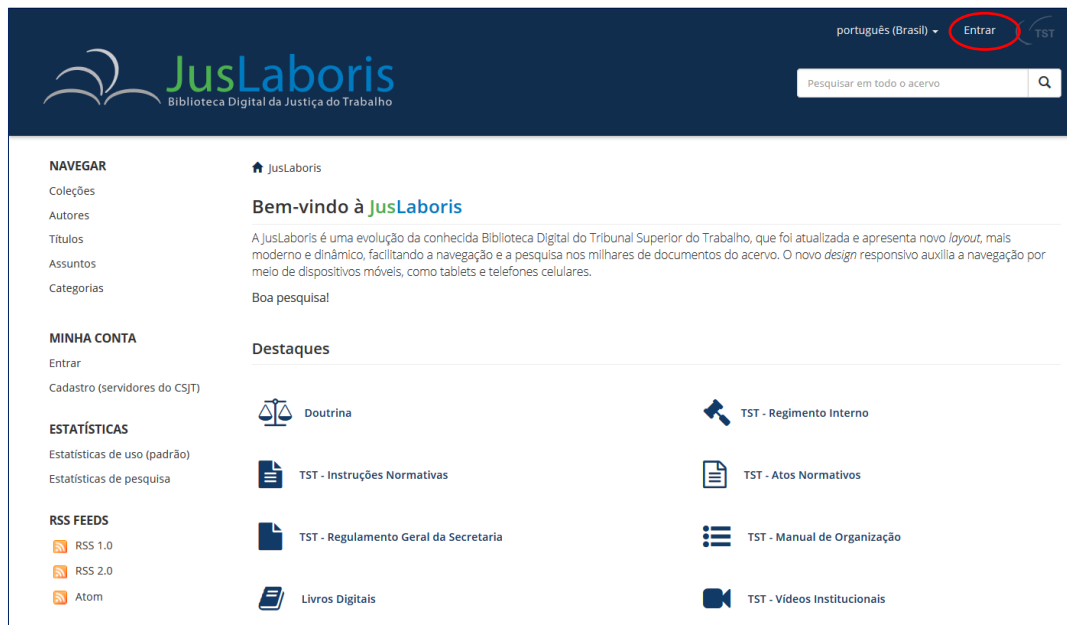 português (Brasil)
Entrar
TST
JusLaboris
Biblioteca Digital da Justiça do Trabalho
Pesquisar em todo o acervo
NAVEGAR
Coleções
Autores
Títulos
Assuntos
Categorias
MINHA CONTA
Entrar
Cadastro (servidores do CSJT)
ESTATÍSTICAS
Estatísticas de uso (padrão)
Estatísticas de pesquisa
RSS FEEDS
RSS 1.0
RSS 2.0
Atom
JusLaboris
Bem-vindo à JusLaboris
A JusLaboris é uma evolução da conhecida Biblioteca Digital do Tribunal Superior do Trabalho, que foi atualizada e apresenta novo layout, mais
moderno e dinâmico, facilitando a navegação e a pesquisa nos milhares de documentos do acervo. O novo design responsivo auxilia a navegação por
meio de dispositivos móveis, como tablets e telefones celulares.
Boa pesquisa!
Destaques
Doutrina
TST - Regimento Interno
TST - Instruções Normativas
TST - Atos Normativos
TST - Regulamento Geral da Secretaria
TST - Manual de Organização
Livros Digitais
TST - Vídeos Institucionais